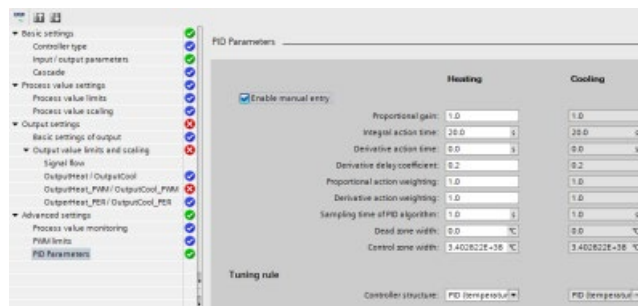 Basic settings
Controller type
Input / output parameters
Cascade
Process value settings
Process value limits
Process value scaling
Output settings
Basic settings of output
Output value limits and scaling
Signal flow
OutputHeat / OutputCool
OutputHeat_PWM / OutputCool_PWM
OutputHeat_PER / OutputCool_PER
Advanced settings
Process value monitoring
PWM limits
PID Parameters
PID Parameters
Heating Cooling
Enable manual entry
Proportional gain: 1.0 1.0
Integral action time: 20.0 s 20.0 s
Derivative action time: 0.0 s 0.0 s
Derivative delay coefficient: 0.2 0.2
Proportional action weighting: 1.0 1.0
Derivative action weighting: 1.0 1.0
Sampling time of PID algorithm: 1.0 s 1.0 s
Dead zone width: 0.0 °C 0.0 °C
Control zone width: 3.402822E+38 °C 3.402822E+38 °C
Tuning rule
Controller structure: PID (temperatur PID (temperatur